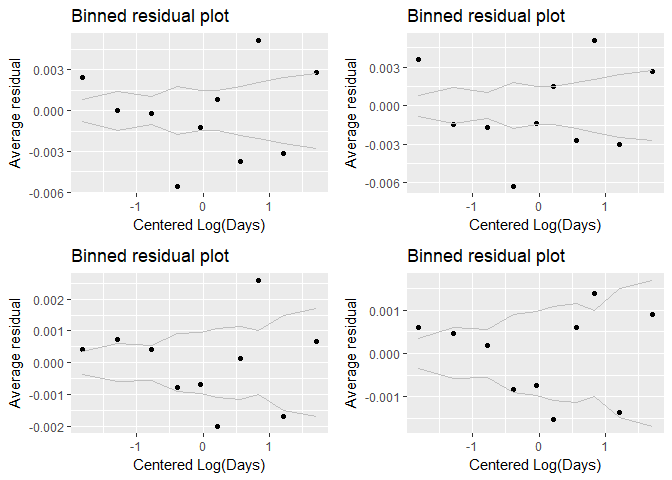 Binned residual plot
Average residual
0.003
0.000
-0.003
-0.006
-1
0
1
Centered Log(Days)
Binned residual plot
Average residual
0.003
0.000
-0.003
-0.006
-1
0
1
Centered Log(Days)
Binned residual plot
Average residual
0.002
0.001
0.000
-0.001
-0.002
-1
0
1
Centered Log(Days)
Binned residual plot
Average residual
0.001
0.000
-0.001
-1
0
1
Centered Log(Days)